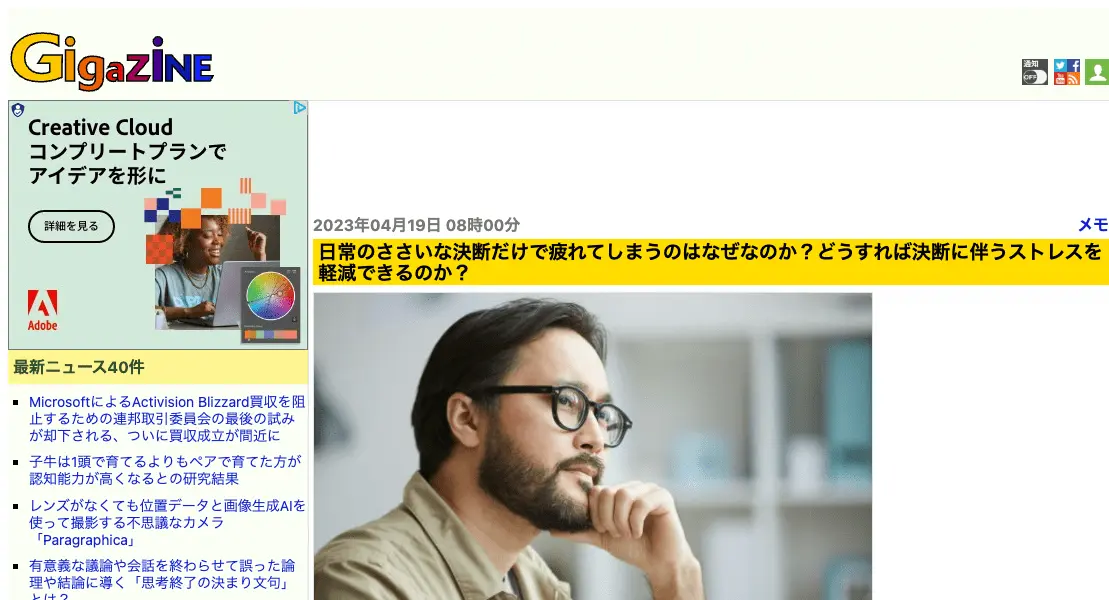 GigaZiNE
通知
OFF
Creative Cloud
コンプリートプランで
アイデアを形に
詳細を見る
Adobe
2023年04月19日 08時00分
メモ
日常のささいな決断だけで疲れてしまうのはなぜなのか？どうすれば決断に伴うストレスを
軽減できるのか？
最新ニュース40件
MicrosoftによるActivision Blizzard買収を阻
止するための連邦取引委員会の最後の試み
が却下される、ついに買収成立が間近に
子牛は1頭で育てるよりもペアで育てた方が
認知能力が高くなるとの研究結果
レンズがなくても位置データと画像生成AIを
使って撮影する不思議なカメラ
「Paragraphica」
有意義な議論や会話を終わらせて誤った論
理や結論に導く「思考終了の決まり文句」
とは？